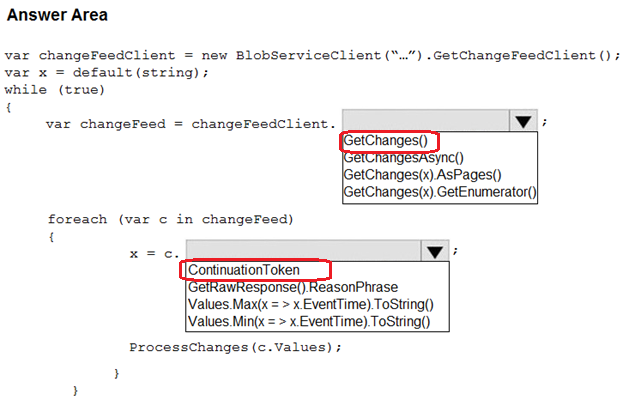 Answer Area
var changeFeedClient = new BlobServiceClient(“…”).GetChangeFeedClient();
var x = default(string);
while (true)
{
var changeFeed = changeFeedClient. ;
GetChanges()
GetChangesAsync()
GetChanges(x).AsPages()
GetChanges(x).GetEnumerator()
foreach (var c in changeFeed)
{
x = c. ;
ContinuationToken
GetRawResponse().ReasonPhrase
Values.Max(x = > x.EventTime).ToString()
Values.Min(x = > x.EventTime).ToString()
ProcessChanges(c.Values);
}
}